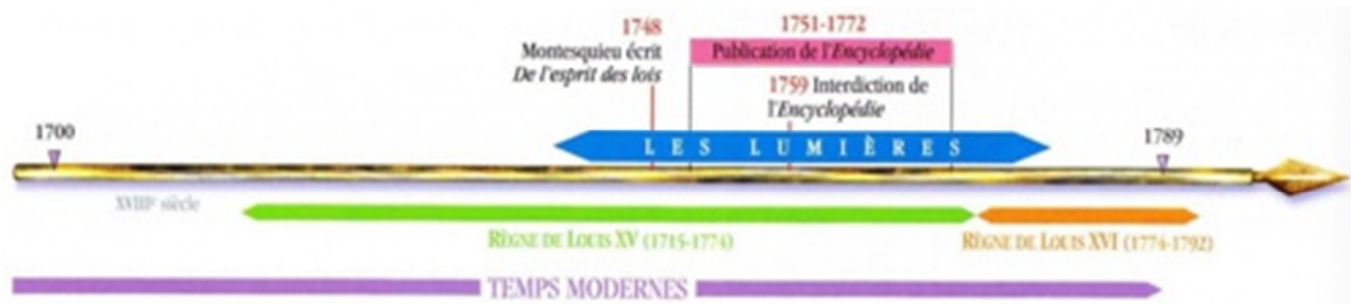 1748
Montesquieu écrit
De l'esprit des lois
1751-1772
Publication de l'Encyclopédie
1759 Interdiction de
l'Encyclopédie
1700
LES LUMIÈRES
1789
XVIIIe siècle
RÈGNE DE LOUIS XV (1715-1774)
RÈGNE DE LOUIS XVI (1774-1792)
TEMPS MODERNES